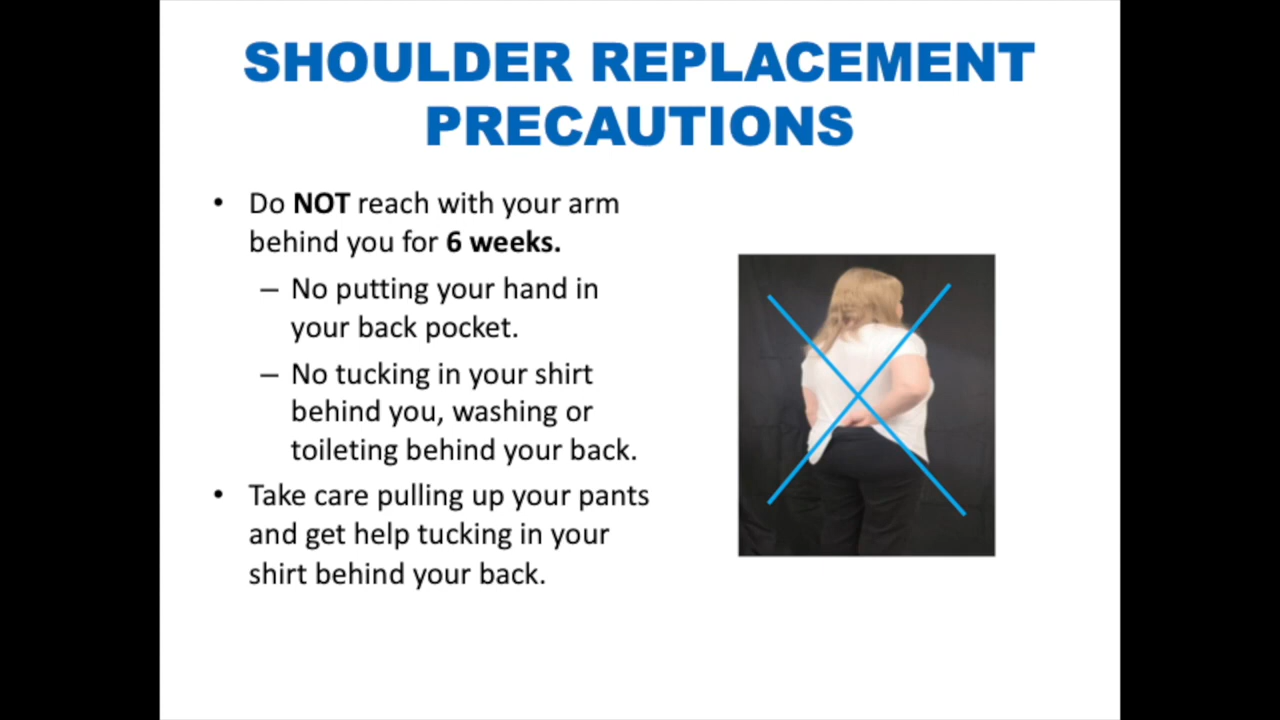 SHOULDER REPLACEMENT
PRECAUTIONS
• Do NOT reach with your arm
behind you for 6 weeks.
– No putting your hand in
your back pocket.
– No tucking in your shirt
behind you, washing or
toileting behind your back.
• Take care pulling up your pants
and get help tucking in your
shirt behind your back.